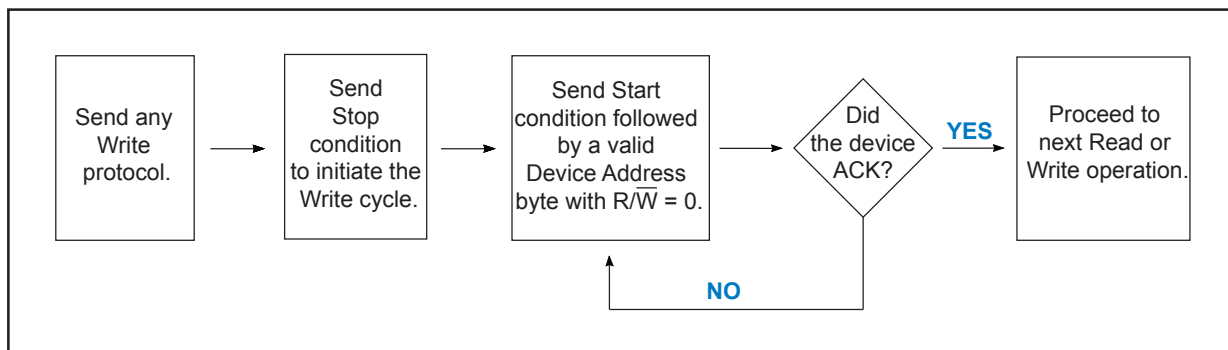 Send any
Write
protocol.
Send
Stop
condition
to initiate the
Write cycle.
Send Start
condition followed
by a valid
Device Address
byte with R/W̅ = 0.
Did
the device
ACK?
YES
Proceed to
next Read or
Write operation.
NO